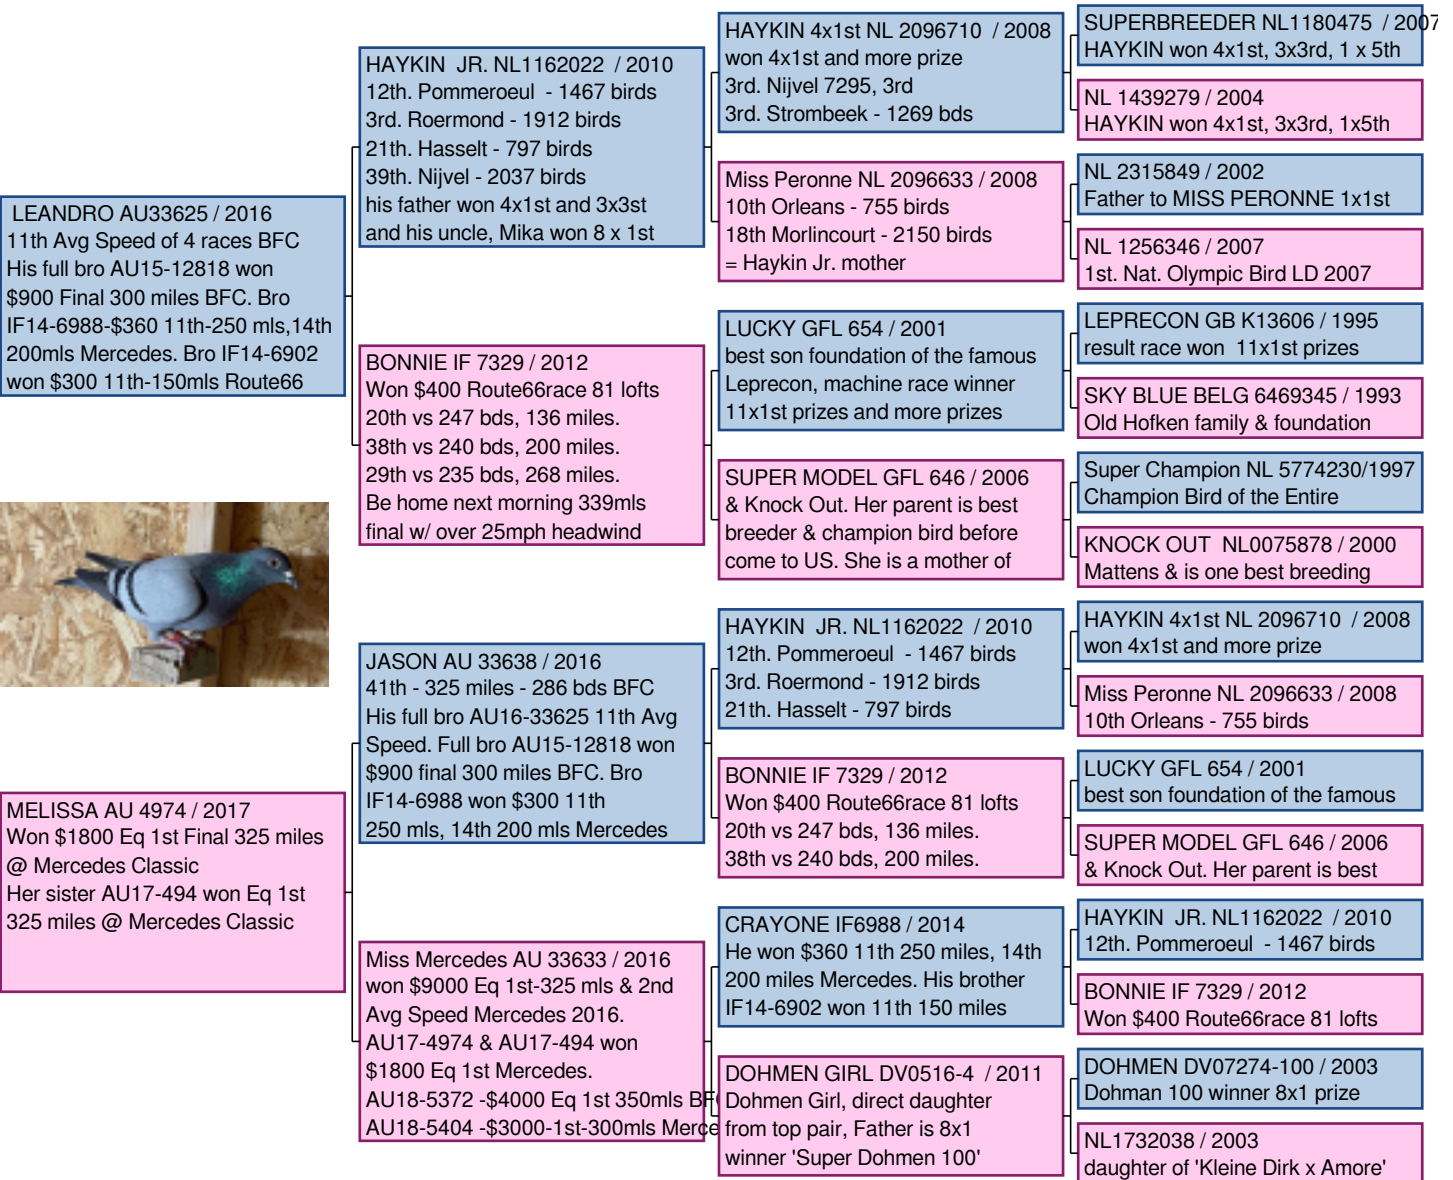 LEANDRO AU33625 / 2016
11th Avg Speed of 4 races BFC
His full bro AU15-12818 won
$900 Final 300 miles BFC. Bro
IF14-6988-$360 11th-250 mls,14th
200mls Mercedes. Bro IF14-6902
won $300 11th-150mls Route66
MELISSA AU 4974 / 2017
Won $1800 Eq 1st Final 325 miles
@ Mercedes Classic
Her sister AU17-494 won Eq 1st
325 miles @ Mercedes Classic
HAYKIN JR. NL1162022 / 2010
12th. Pommeroeul - 1467 birds
3rd. Roermond - 1912 birds
21th. Hasselt - 797 birds
39th. Nijvel - 2037 birds
his father won 4x1st and 3x3st
and his uncle, Mika won 8 x 1st
BONNIE IF 7329 / 2012
Won $400 Route66race 81 lofts
20th vs 247 bds, 136 miles.
38th vs 240 bds, 200 miles.
29th vs 235 bds, 268 miles.
Be home next morning 339mls
final w/ over 25mph headwind
JASON AU 33638 / 2016
41th - 325 miles - 286 bds BFC
His full bro AU16-33625 11th Avg
Speed. Full bro AU15-12818 won
$900 final 300 miles BFC. Bro
IF14-6988 won $300 11th
250 mls, 14th 200 mls Mercedes
Miss Mercedes AU 33633 / 2016
won $9000 Eq 1st-325 mls & 2nd
Avg Speed Mercedes 2016.
AU17-4974 & AU17-494 won
$1800 Eq 1st Mercedes.
AU18-5372 -$4000 Eq 1st 350mls BF
AU18-5404 -$3000-1st-300mls Merce
HAYKIN 4x1st NL 2096710 / 2008
won 4x1st and more prize
3rd. Nijvel 7295, 3rd
3rd. Strombeek - 1269 bds
Miss Peronne NL 2096633 / 2008
10th Orleans - 755 birds
18th Morlincourt - 2150 birds
= Haykin Jr. mother
LUCKY GFL 654 / 2001
best son foundation of the famous
Leprecon, machine race winner
11x1st prizes and more prizes
SUPER MODEL GFL 646 / 2006
& Knock Out. Her parent is best
breeder & champion bird before
come to US. She is a mother of
HAYKIN JR. NL1162022 / 2010
12th. Pommeroeul - 1467 birds
3rd. Roermond - 1912 birds
21th. Hasselt - 797 birds
BONNIE IF 7329 / 2012
Won $400 Route66race 81 lofts
20th vs 247 bds, 136 miles.
38th vs 240 bds, 200 miles.
CRAYONE IF6988 / 2014
He won $360 11th 250 miles, 14th
200 miles Mercedes. His brother
IF14-6902 won 11th 150 miles
DOHMEN GIRL DV0516-4 / 2011
Dohmen Girl, direct daughter
from top pair, Father is 8x1
winner 'Super Dohmen 100'
SUPERBREEDER NL1180475 / 2007
HAYKIN won 4x1st, 3x3rd, 1 x 5th
NL 1439279 / 2004
HAYKIN won 4x1st, 3x3rd, 1x5th
NL 2315849 / 2002
Father to MISS PERONNE 1x1st
NL 1256346 / 2007
1st. Nat. Olympic Bird LD 2007
LEPRECON GB K13606 / 1995
result race won 11x1st prizes
SKY BLUE BELG 6469345 / 1993
Old Hofken family & foundation
Super Champion NL 5774230/1997
Champion Bird of the Entire
KNOCK OUT NL0075878 / 2000
Mattens & is one best breeding
HAYKIN 4x1st NL 2096710 / 2008
won 4x1st and more prize
Miss Peronne NL 2096633 / 2008
10th Orleans - 755 birds
LUCKY GFL 654 / 2001
best son foundation of the famous
SUPER MODEL GFL 646 / 2006
& Knock Out. Her parent is best
HAYKIN JR. NL1162022 / 2010
12th. Pommeroeul - 1467 birds
BONNIE IF 7329 / 2012
Won $400 Route66race 81 lofts
DOHMEN DV07274-100 / 2003
Dohman 100 winner 8x1 prize
NL1732038 / 2003
daughter of 'Kleine Dirk x Amore'